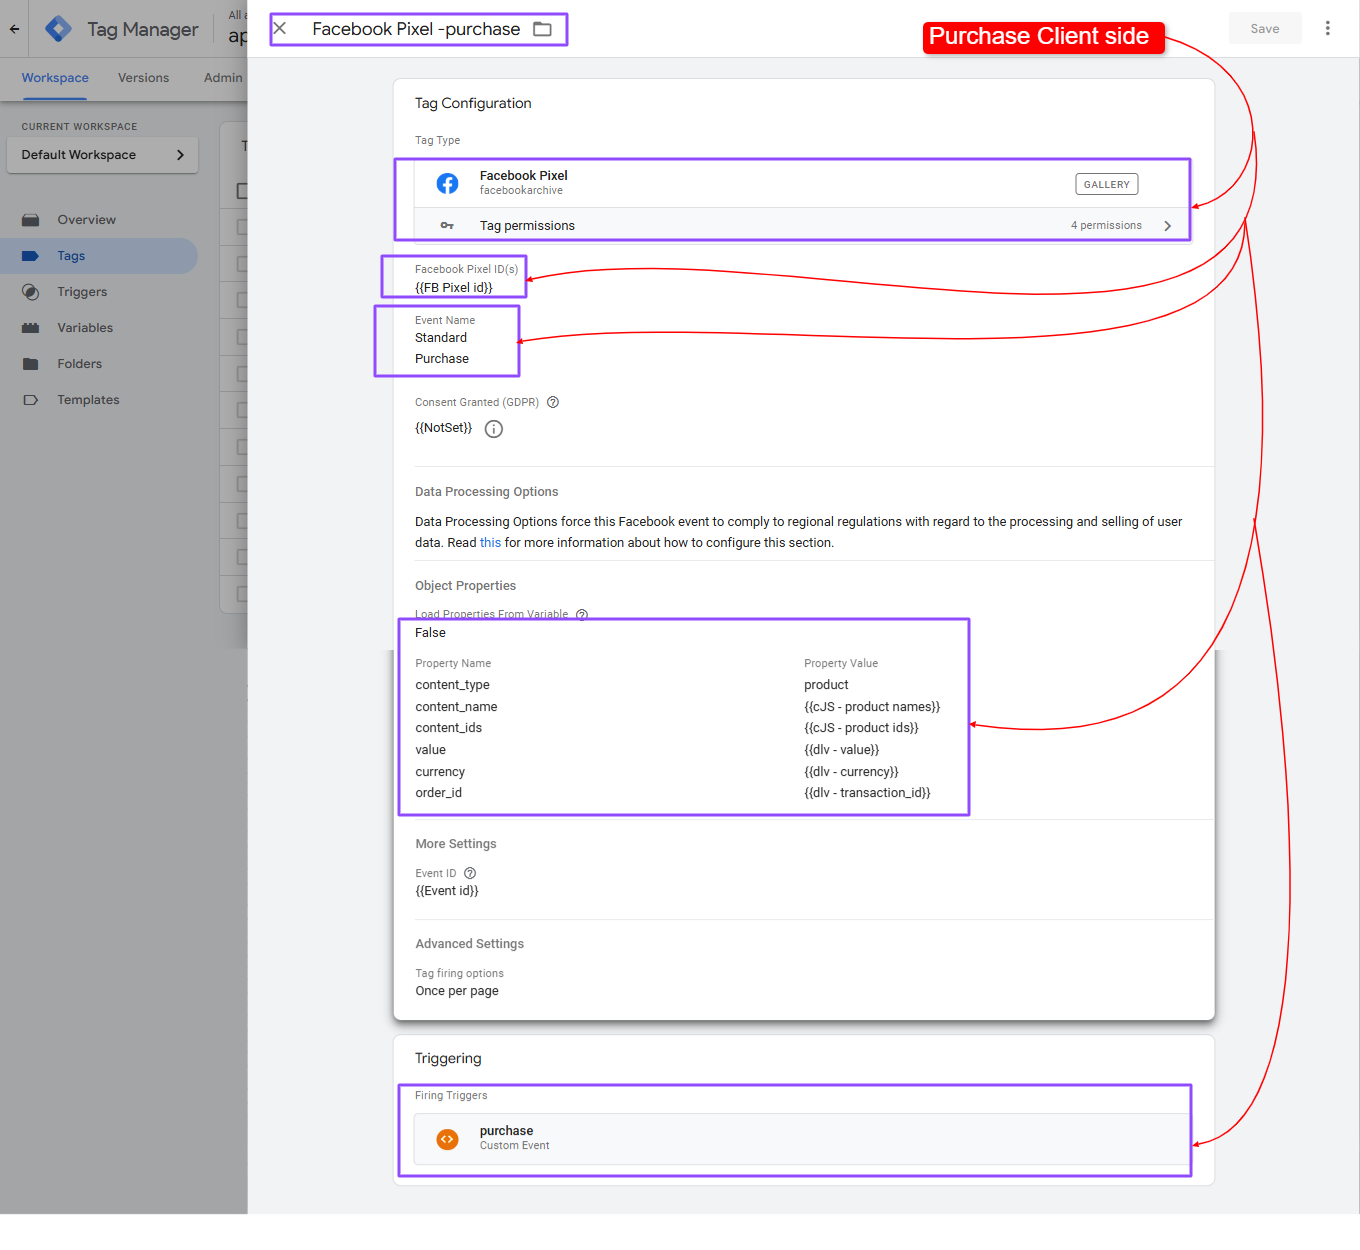 All a
Tag Manager
ap
Facebook Pixel -purchase
Purchase Client side
Save
Workspace
Versions
Admin
CURRENT WORKSPACE
Default Workspace
T
Overview
Tags
Triggers
Variables
Folders
Templates
Tag Configuration
Tag Type
Facebook Pixel
facebookarchive
GALLERY
Tag permissions
4 permissions
Facebook Pixel ID(s)
{{FB Pixel id}}
Event Name
Standard
Purchase
Consent Granted (GDPR)
{{NotSet}}
Data Processing Options
Data Processing Options force this Facebook event to comply to regional regulations with regard to the processing and selling of user
data. Read this for more information about how to configure this section.
Object Properties
Load Properties From Variable
False
Property Name Property Value
content_type product
content_name {{cJS - product names}}
content_ids {{cJS - product ids}}
value {{dlv - value}}
currency {{dlv - currency}}
order_id {{dlv - transaction_id}}
More Settings
Event ID
{{Event id}}
Advanced Settings
Tag firing options
Once per page
Triggering
Firing Triggers
purchase
Custom Event